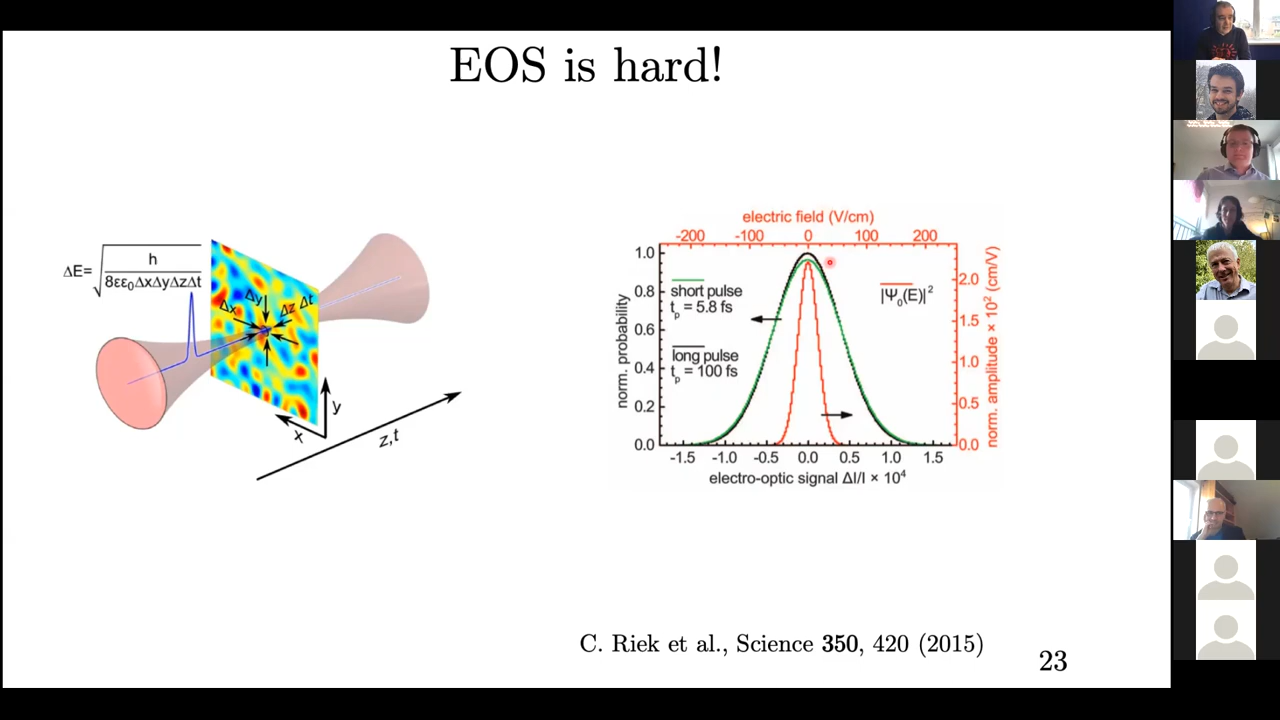 EOS is hard!
ΔE=√h/8εε₀ΔxΔyΔzΔt
Δy
Δx
Δz Δt
y
x
z,t
electric field (V/cm)
-200 -100 0 100 200
1.0
0.8
0.6
0.4
0.2
0.0
norm. probability
short pulse
tp = 5.8 fs
long pulse
tp = 100 fs
|Ψ₀(E)|²
2.0
1.5
1.0
0.5
0.0
norm. amplitude × 10² (cm/V)
-1.5 -1.0 -0.5 0.0 0.5 1.0 1.5
electro-optic signal ΔI/I × 10⁴
C. Riek et al., Science 350, 420 (2015)
23